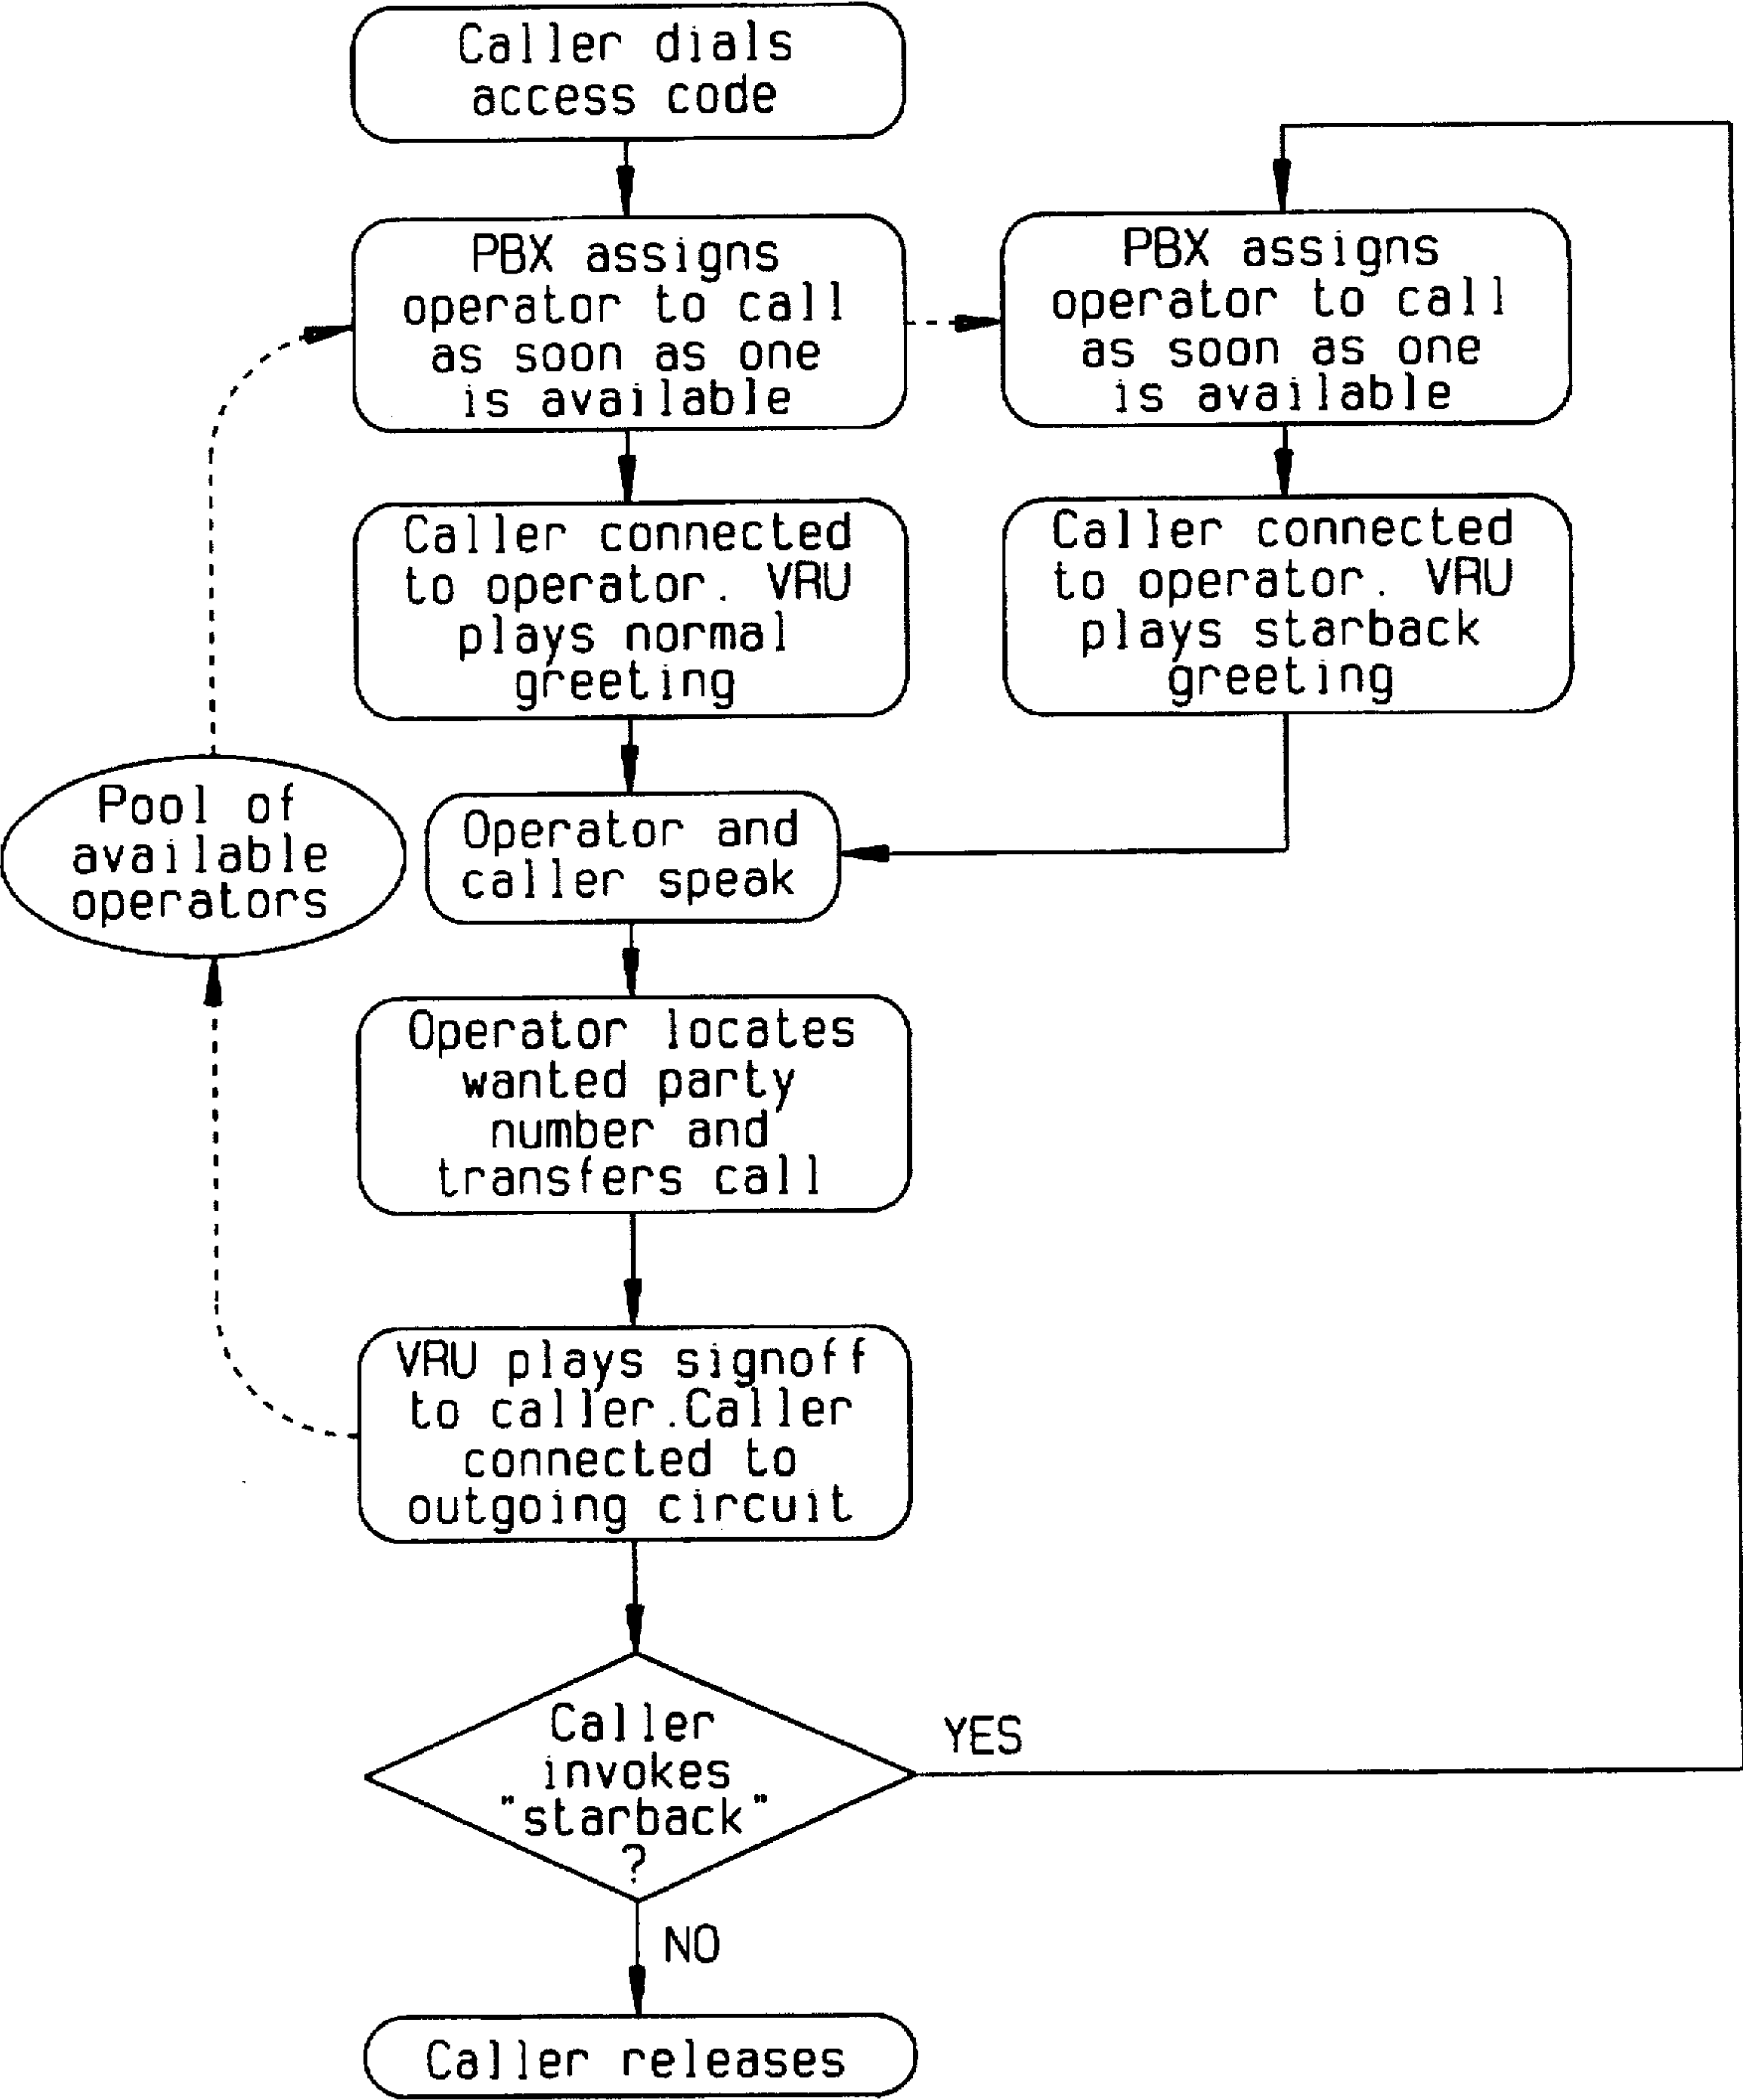 Caller dials
access code
PBX assigns
operator to call
as soon as one
is available
PBX assigns
operator to call
as soon as one
is available
Caller connected
to operator. VRU
plays normal
greeting
Caller connected
to operator. VRU
plays starback
greeting
Pool of
available
operators
Operator and
caller speak
Operator locates
wanted party
number and
transfers call
VRU plays signoff
to caller.Caller
connected to
outgoing circuit
Caller
invokes
"starback"
?
YES
NO
Caller releases